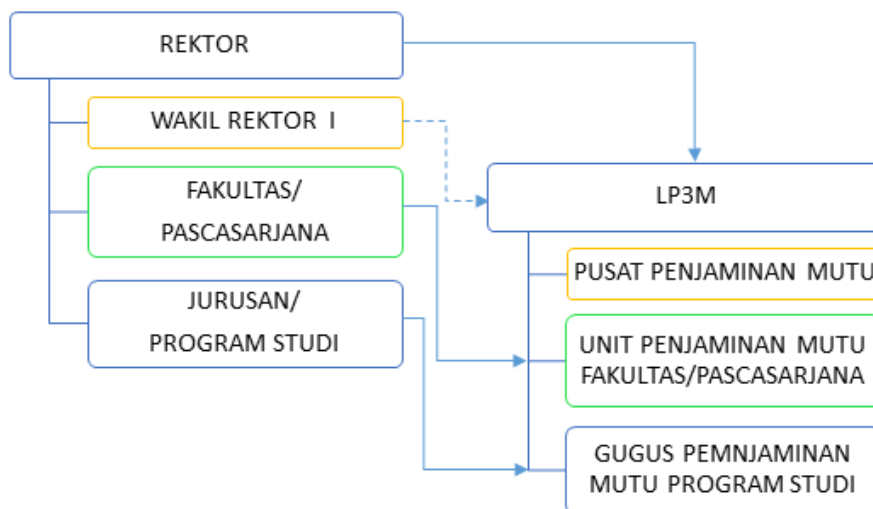 REKTOR
WAKIL REKTOR I
FAKULTAS/
PASCASARJANA
JURUSAN/
PROGRAM STUDI
LP3M
PUSAT PENJAMINAN MUTU
UNIT PENJAMINAN MUTU
FAKULTAS/PASCASARJANA
GUGUS PEMNJAMINAN
MUTU PROGRAM STUDI